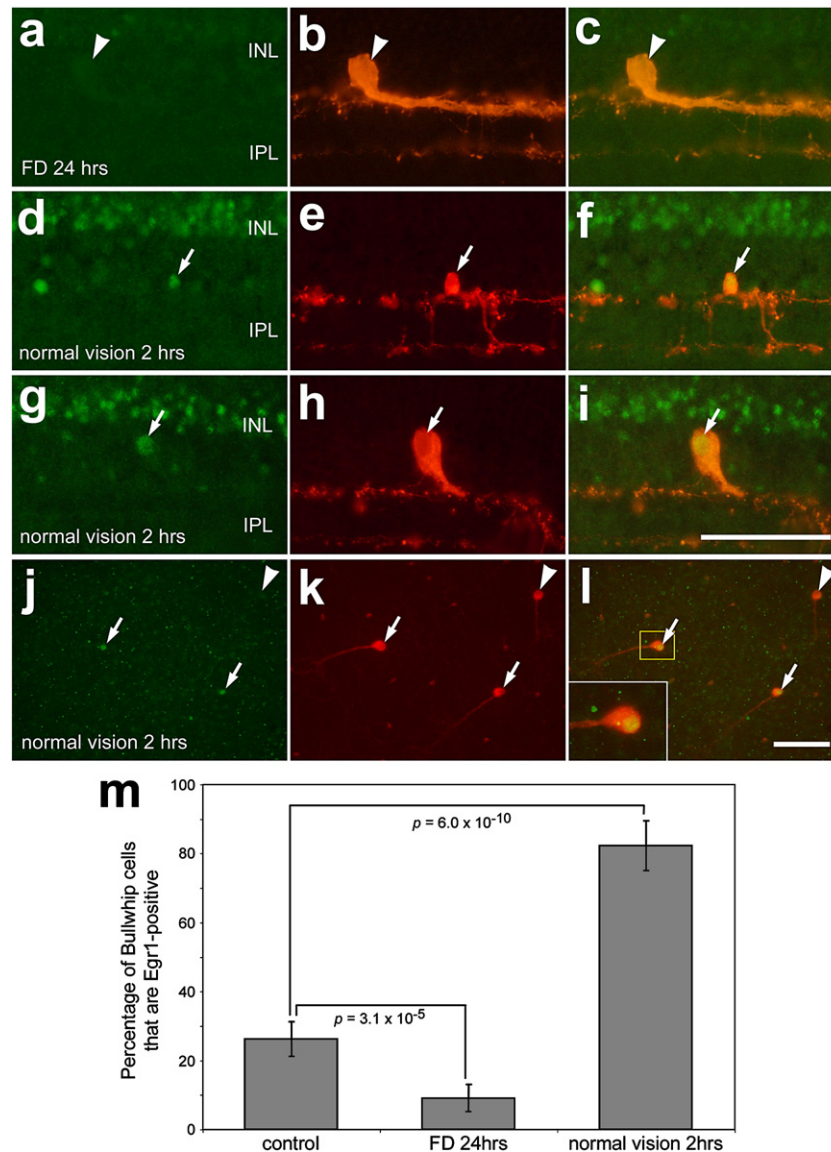 a
INL
IPL
FD 24 hrs
b
c
d
INL
IPL
normal vision 2 hrs
e
f
g
INL
IPL
normal vision 2 hrs
h
i
j
normal vision 2 hrs
k
l
m
Percentage of Bullwhip cells
that are Egr1-positive
100
80
60
40
20
0
p = 6.0 x 10-10
p = 3.1 x 10-5
control
FD 24hrs
normal vision 2hrs